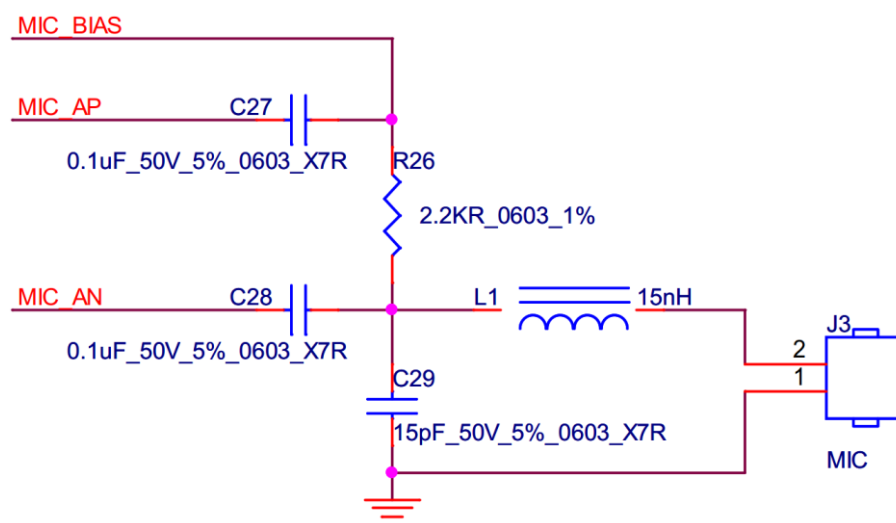 MIC_BIAS
MIC_AP
C27
0.1uF_50V_5%_0603_X7R
R26
2.2KR_0603_1%
MIC_AN
C28
L1
15nH
0.1uF_50V_5%_0603_X7R
J3
2
1
C29
15pF_50V_5%_0603_X7R
MIC